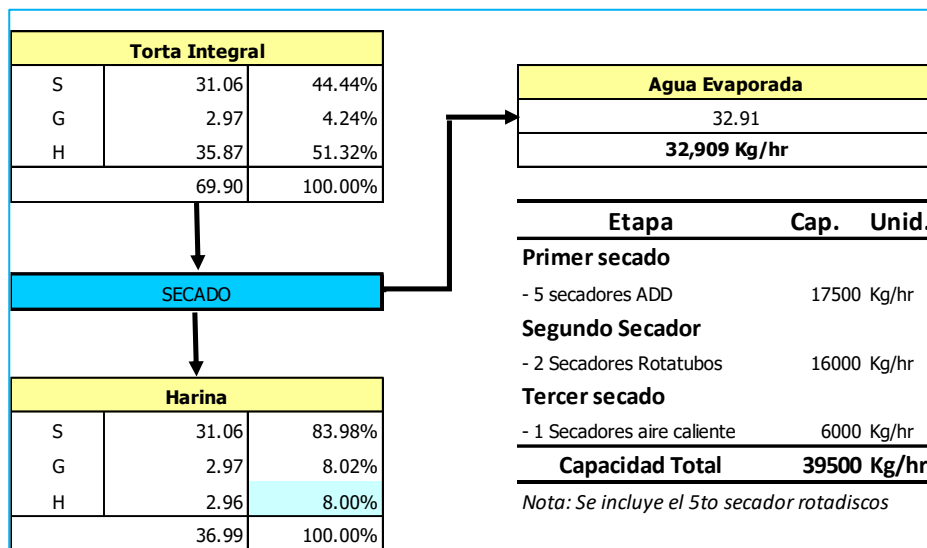 Torta Integral
S 31.06 44.44%
G 2.97 4.24%
H 35.87 51.32%
69.90 100.00%
SECADO
Harina
S 31.06 83.98%
G 2.97 8.02%
H 2.96 8.00%
36.99 100.00%
Agua Evaporada
32.91
32,909 Kg/hr
Etapa Cap. Unid.
Primer secado
- 5 secadores ADD 17500 Kg/hr
Segundo Secador
- 2 Secadores Rotatubos 16000 Kg/hr
Tercer secado
- 1 Secadores aire caliente 6000 Kg/hr
Capacidad Total 39500 Kg/hr
Nota: Se incluye el 5to secador rotadiscos